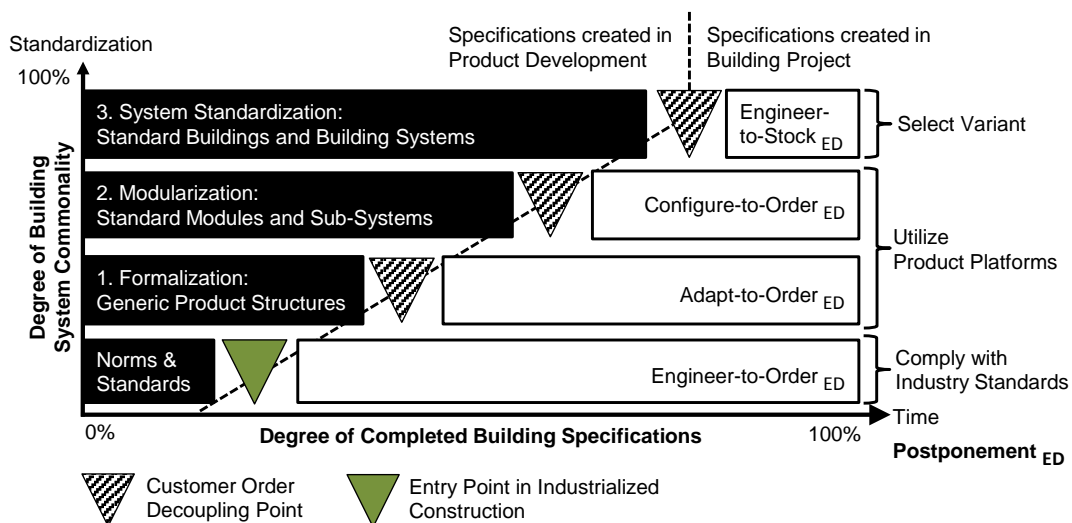 Specifications created in
Product Development
Specifications created in
Building Project
Standardization
100%
3. System Standardization:
Standard Buildings and Building Systems
Engineer-
to-Stock ED
Select Variant
2. Modularization:
Standard Modules and Sub-Systems
Configure-to-Order ED
Utilize
Product Platforms
1. Formalization:
Generic Product Structures
Adapt-to-Order ED
Norms &
Standards
Engineer-to-Order ED
Comply with
Industry Standards
Degree of Building
System Commonality
0%
Degree of Completed Building Specifications
100%
Time
Postponement ED
Customer Order
Decoupling Point
Entry Point in Industrialized
Construction